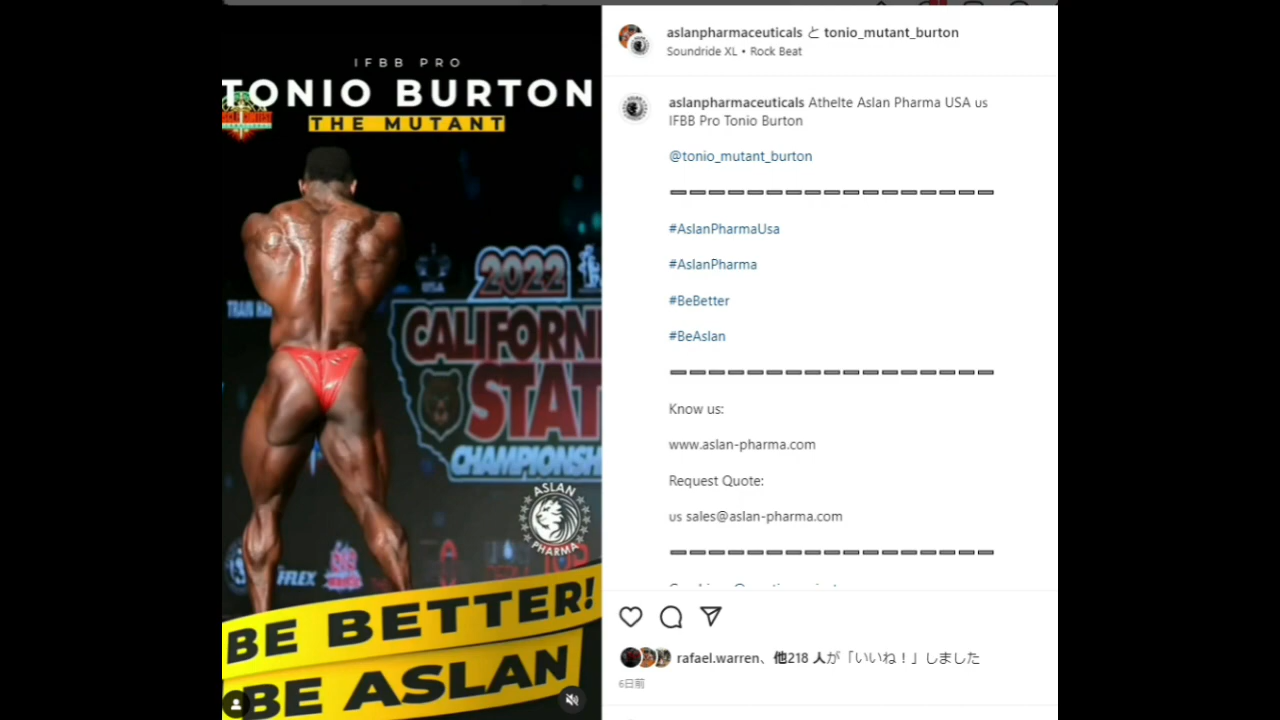 IFBB PRO
TONIO BURTON
THE MUTANT
2022
CALIFORNI
STAT
CHAMPIONSH
TRAIN HA
FFLEX
ASLAN
PHARMA
BE BETTER!
BE ASLAN
aslanpharmaceuticals と tonio_mutant_burton
Soundride XL • Rock Beat
aslanpharmaceuticals Athelte Aslan Pharma USA us
IFBB Pro Tonio Burton
@tonio_mutant_burton
#AslanPharmaUsa
#AslanPharma
#BeBetter
#BeAslan
Know us:
www.aslan-pharma.com
Request Quote:
us sales@aslan-pharma.com
rafael.warren、他218 人が「いいね！」しました
6日前